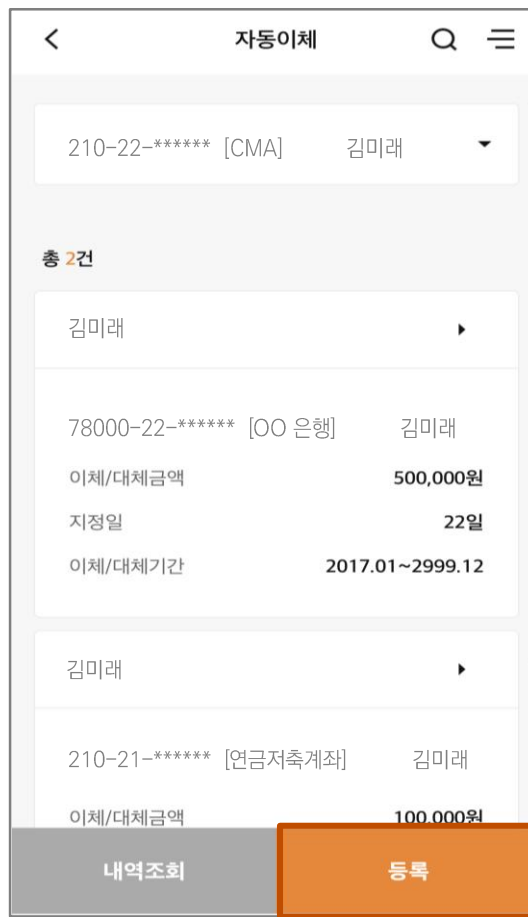 자동이체
210-22-****** [CMA] 김미래
총 2건
김미래
78000-22-****** [OO 은행] 김미래
이체/대체금액 500,000원
지정일 22일
이체/대체기간 2017.01~2999.12
김미래
210-21-****** [연금저축계좌] 김미래
이체/대체금액 100,000원
내역조회 등록